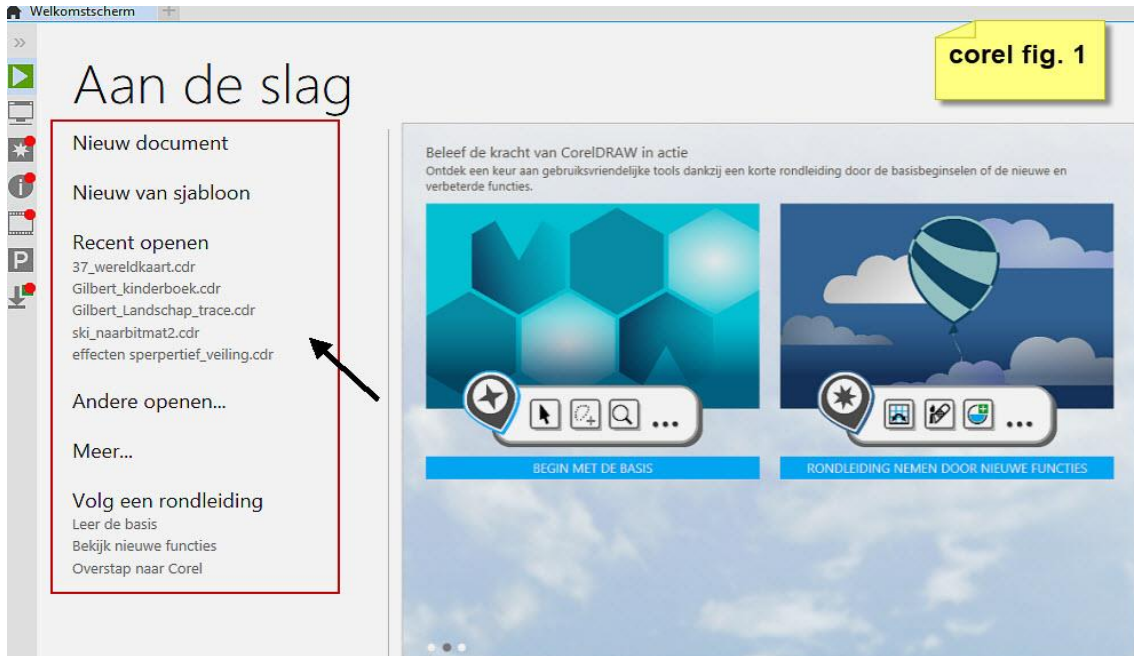 Welkomstscherm
corel fig. 1
Aan de slag
Nieuw document
Nieuw van sjabloon
Recent openen
37_wereldkaart.cdr
Gilbert_kinderboek.cdr
Gilbert_Landschap_trace.cdr
ski_naarbitmat2.cdr
effecten sperpertief_veiling.cdr
Andere openen...
Meer...
Volg een rondleiding
Leer de basis
Bekijk nieuwe functies
Overstap naar Corel
Beleef de kracht van CorelDRAW in actie
Ontdek een keur aan gebruiksvriendelijke tools dankzij een korte rondleiding door de basisbeginselen of de nieuwe en
verbeterde functies.
BEGIN MET DE BASIS
RONDLEIDING NEMEN DOOR NIEUWE FUNCTIES
P